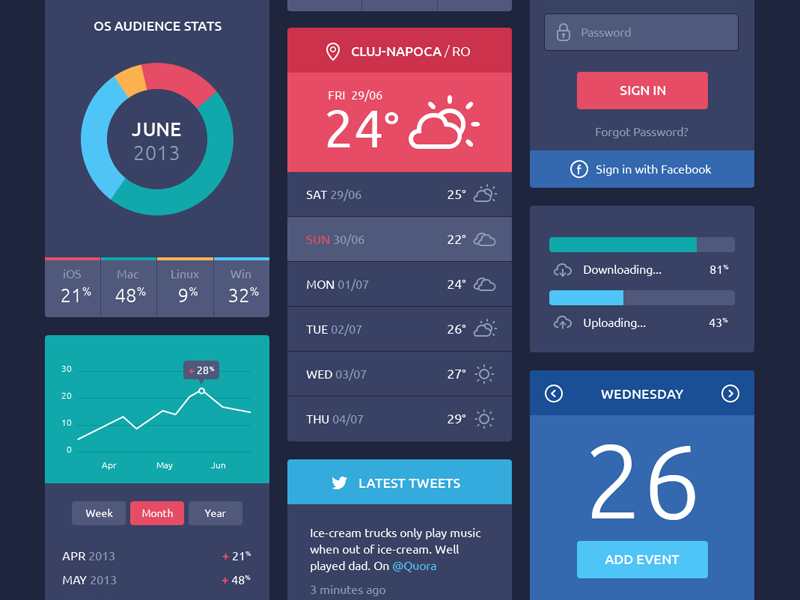 OS AUDIENCE STATS
JUNE
2013
iOS
21%
Mac
48%
Linux
9%
Win
32%
30
20
10
0
+ 28%
Apr May Jun
Week Month Year
APR 2013 + 21%
MAY 2013 + 48%
CLUJ-NAPOCA / RO
FRI 29/06
24°
SAT 29/06 25°
SUN 30/06 22°
MON 01/07 24°
TUE 02/07 26°
WED 03/07 27°
THU 04/07 29°
LATEST TWEETS
Ice-cream trucks only play music
when out of ice-cream. Well
played dad. On @Quora
3 minutes ago
Password
SIGN IN
Forgot Password?
f Sign in with Facebook
Downloading... 81%
Uploading... 43%
WEDNESDAY
26
ADD EVENT